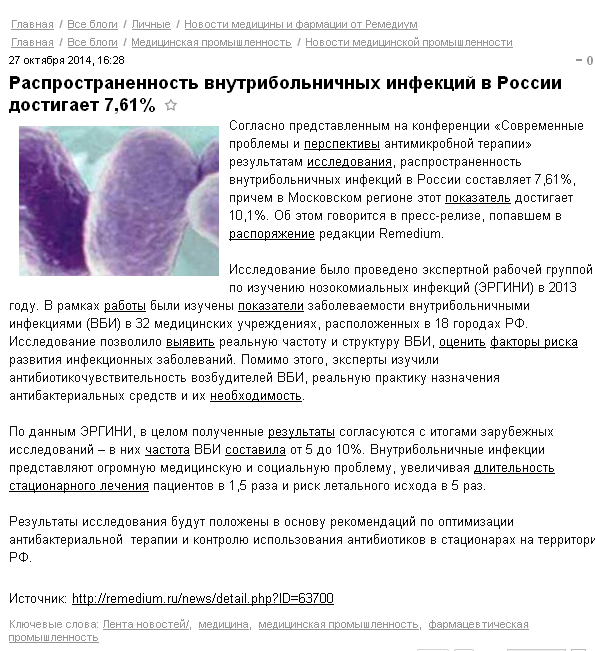 Главная / Все блоги / Личные / Новости медицины и фармации от Ремедиум
Главная / Все блоги / Медицинская промышленность / Новости медицинской промышленности
27 октября 2014, 16:28
– 0
Распространенность внутрибольничных инфекций в России
достигает 7,61%
Согласно представленным на конференции «Современные
проблемы и перспективы антимикробной терапии»
результатам исследования, распространенность
внутрибольничных инфекций в России составляет 7,61%,
причем в Московском регионе этот показатель достигает
10,1%. Об этом говорится в пресс-релизе, попавшем в
распоряжение редакции Remedium.
Исследование было проведено экспертной рабочей группой
по изучению нозокомиальных инфекций (ЭРГИНИ) в 2013
году. В рамках работы были изучены показатели заболеваемости внутрибольничными
инфекциями (ВБИ) в 32 медицинских учреждениях, расположенных в 18 городах РФ.
Исследование позволило выявить реальную частоту и структуру ВБИ, оценить факторы риска
развития инфекционных заболеваний. Помимо этого, эксперты изучили
антибиотикочувствительность возбудителей ВБИ, реальную практику назначения
антибактериальных средств и их необходимость.
По данным ЭРГИНИ, в целом полученные результаты согласуются с итогами зарубежных
исследований – в них частота ВБИ составила от 5 до 10%. Внутрибольничные инфекции
представляют огромную медицинскую и социальную проблему, увеличивая длительность
стационарного лечения пациентов в 1,5 раза и риск летального исхода в 5 раз.
Результаты исследования будут положены в основу рекомендаций по оптимизации
антибактериальной терапии и контролю использования антибиотиков в стационарах на территори
РФ.
Источник: http://remedium.ru/news/detail.php?ID=63700
Ключевые слова: Лента новостей/, медицина, медицинская промышленность, фармацевтическая
промышленность